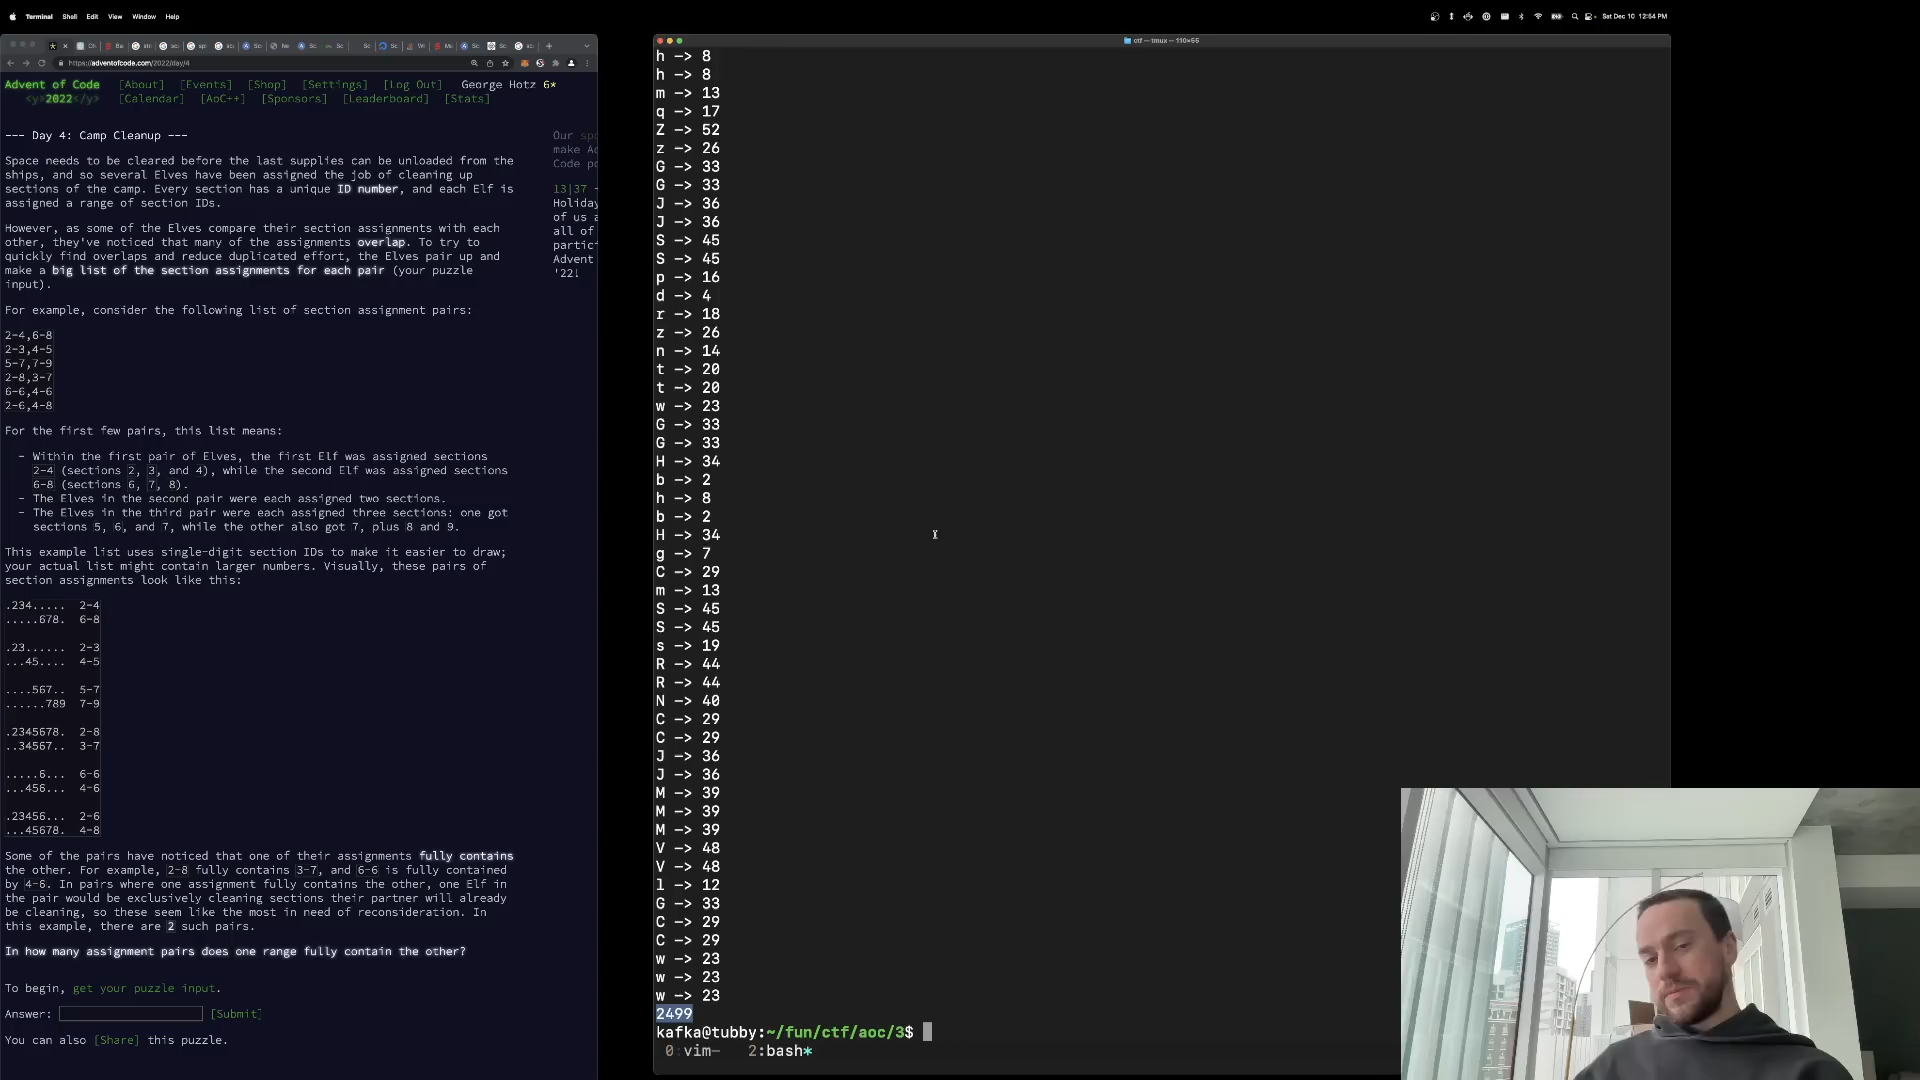 Terminal Shell Edit View Window Help
Sat Dec 10 12:54 PM
https://adventofcode.com/2022/day/4
Advent of Code [About] [Events] [Shop] [Settings] [Log Out] George Hotz 6*
<y>2022</y> [Calendar] [AoC++] [Sponsors] [Leaderboard] [Stats]
--- Day 4: Camp Cleanup ---
Space needs to be cleared before the last supplies can be unloaded from the
ships, and so several Elves have been assigned the job of cleaning up
sections of the camp. Every section has a unique ID number, and each Elf is
assigned a range of section IDs.
However, as some of the Elves compare their section assignments with each
other, they've noticed that many of the assignments overlap. To try to
quickly find overlaps and reduce duplicated effort, the Elves pair up and
make a big list of the section assignments for each pair (your puzzle
input).
For example, consider the following list of section assignment pairs:
2-4,6-8
2-3,4-5
5-7,7-9
2-8,3-7
6-6,4-6
2-6,4-8
For the first few pairs, this list means:
- Within the first pair of Elves, the first Elf was assigned sections
2-4 (sections 2, 3, and 4), while the second Elf was assigned sections
6-8 (sections 6, 7, 8).
- The Elves in the second pair were each assigned two sections.
- The Elves in the third pair were each assigned three sections: one got
sections 5, 6, and 7, while the other also got 7, plus 8 and 9.
This example list uses single-digit section IDs to make it easier to draw;
your actual list might contain larger numbers. Visually, these pairs of
section assignments look like this:
.234..... 2-4
.....678. 6-8
.23...... 2-3
...45.... 4-5
....567.. 5-7
......789 7-9
.2345678. 2-8
..34567.. 3-7
.....6... 6-6
...456... 4-6
.23456... 2-6
...45678. 4-8
Some of the pairs have noticed that one of their assignments fully contains
the other. For example, 2-8 fully contains 3-7, and 6-6 is fully contained
by 4-6. In pairs where one assignment fully contains the other, one Elf in
the pair would be exclusively cleaning sections their partner will already
be cleaning, so these seem like the most in need of reconsideration. In
this example, there are 2 such pairs.
In how many assignment pairs does one range fully contain the other?
To begin, get your puzzle input.
Answer: [Submit]
You can also [Share] this puzzle.
Our
make
Code
13|37 -
Holiday
of us
all of
Advent
'22!
ctf — tmux — 110×55
h -> 8
h -> 8
m -> 13
q -> 17
Z -> 52
z -> 26
G -> 33
G -> 33
J -> 36
J -> 36
S -> 45
S -> 45
p -> 16
d -> 4
r -> 18
z -> 26
n -> 14
t -> 20
t -> 20
w -> 23
G -> 33
G -> 33
H -> 34
b -> 2
h -> 8
b -> 2
H -> 34
g -> 7
C -> 29
m -> 13
S -> 45
S -> 45
s -> 19
R -> 44
R -> 44
N -> 40
C -> 29
C -> 29
J -> 36
J -> 36
M -> 39
M -> 39
M -> 39
V -> 48
V -> 48
l -> 12
G -> 33
C -> 29
C -> 29
w -> 23
w -> 23
w -> 23
2499
kafka@tubby:~/fun/ctf/aoc/3$
0:vim- 2:bash*